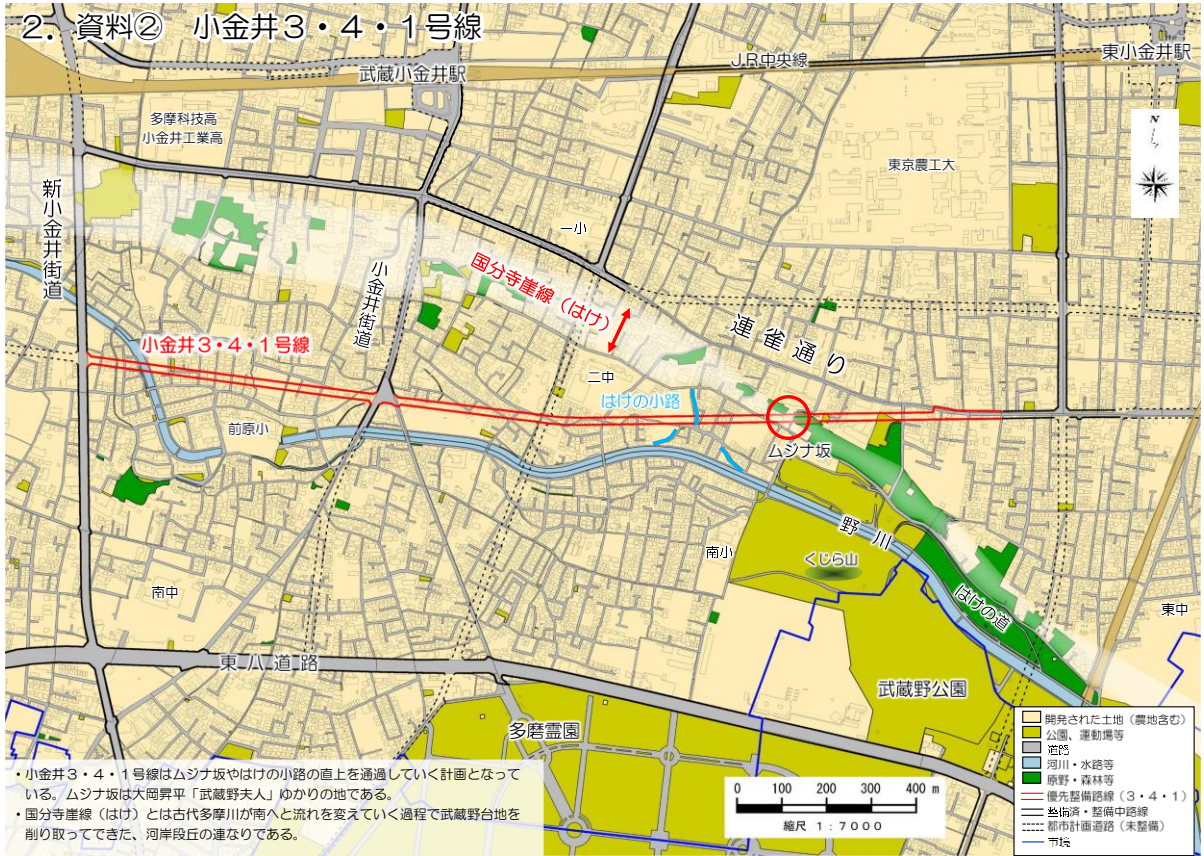 2．資料②　小金井3・4・1号線
JR中央線
東小金井駅
武蔵小金井駅
多摩科技高
小金井工業高
東京農工大
新小金井街道
一小
小金井街道
国分寺崖線（はけ）
連雀通り
小金井3・4・1号線
二中
はけの小路
前原小
ムジナ坂
野川
南小
くじら山
はけの道
南中
東中
東八道路
武蔵野公園
多磨霊園
N
・小金井3・4・1号線はムジナ坂やはけの小路の直上を通過していく計画となって
いる。ムジナ坂は大岡昇平「武蔵野夫人」ゆかりの地である。
・国分寺崖線（はけ）とは古代多摩川が南へと流れを変えていく過程で武蔵野台地を
削り取ってできた、河岸段丘の連なりである。
0 100 200 300 400 m
縮尺 1：7000
開発された土地（農地含む）
公園、運動場等
道路
河川・水路等
原野・森林等
優先整備路線（3・4・1）
整備済・整備中路線
都市計画道路（未整備）
市境